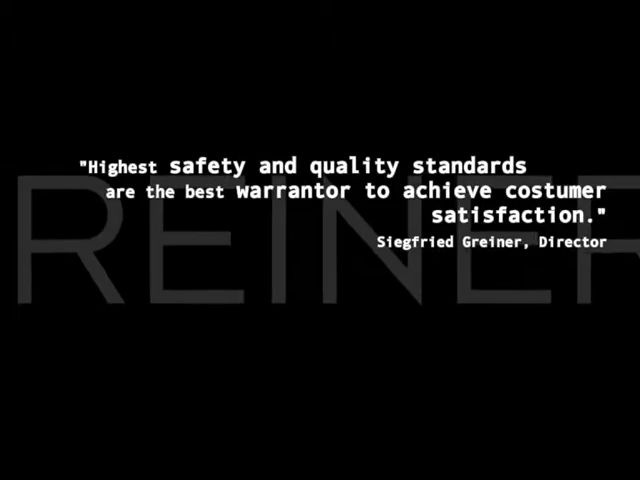 "Highest safety and quality standards
are the best warrantor to achieve costumer
satisfaction."
Siegfried Greiner, Director
REINER